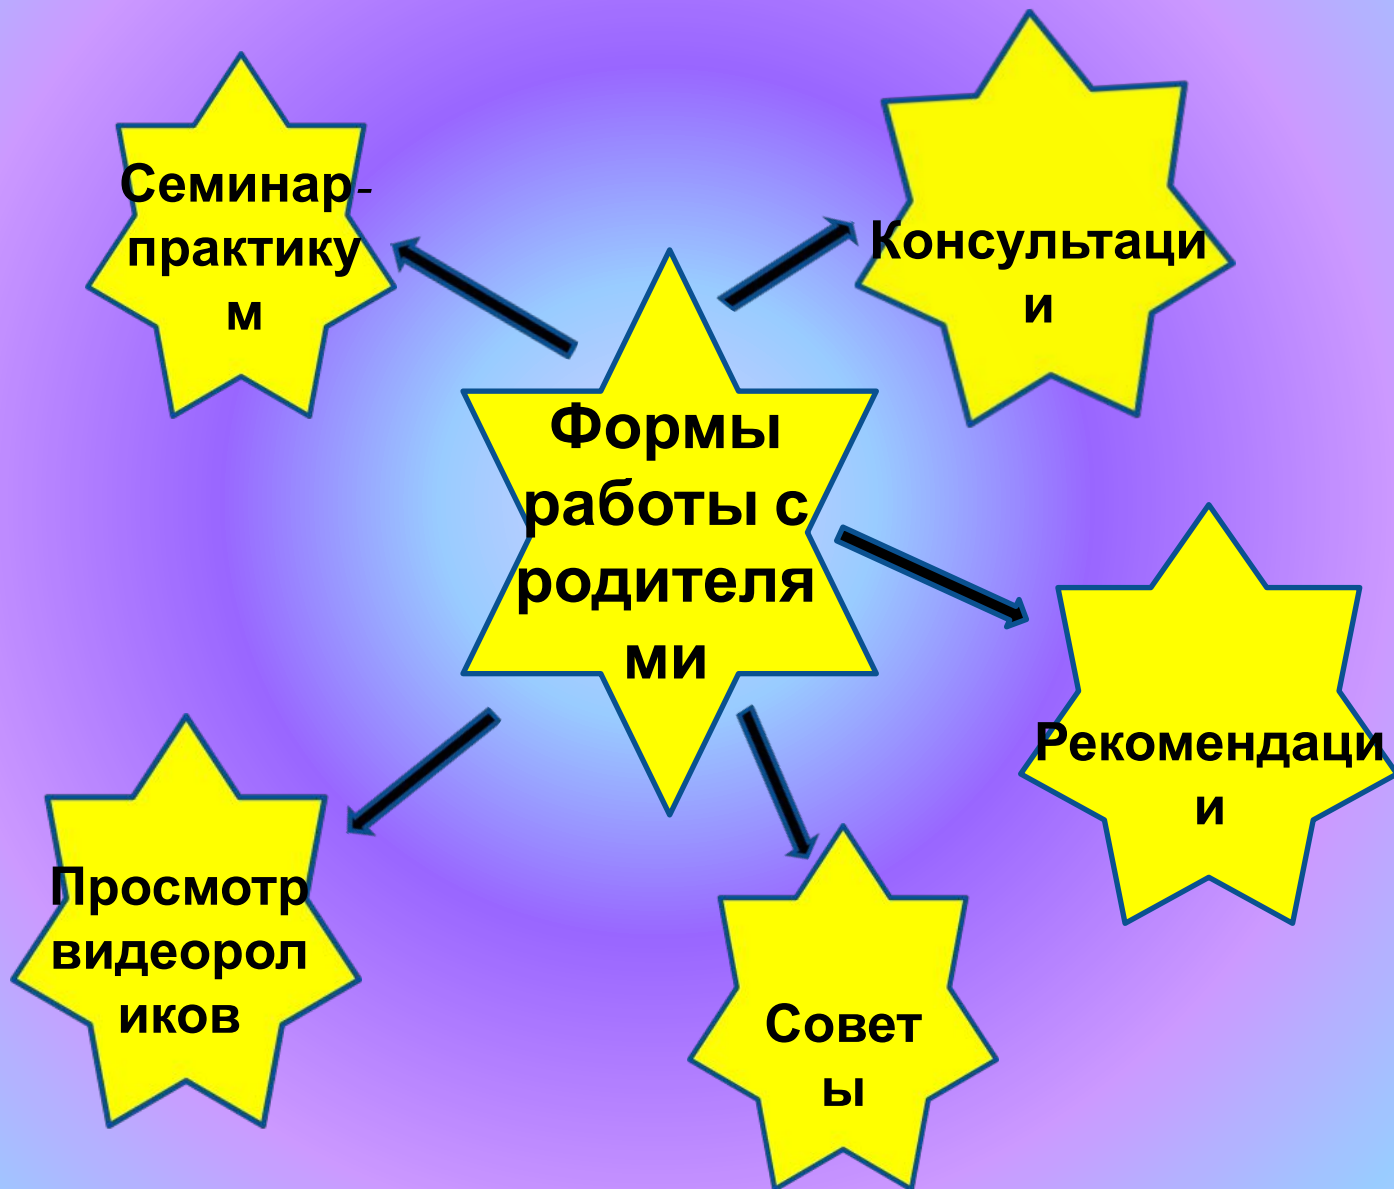 Семинар-
практику
м
Консультаци
и
Формы
работы с
родителя
ми
Рекомендаци
и
Просмотр
видеорол
иков
Совет
ы